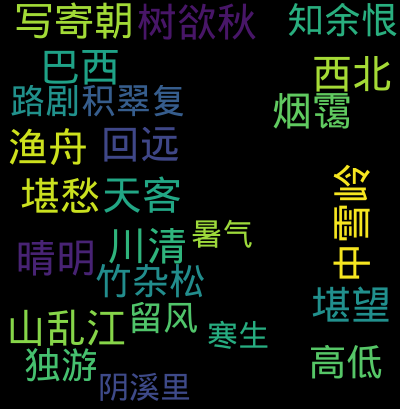 写寄朝
树欲秋
知余恨
巴西
西北
路剧
积翠复
烟霭
渔舟
回远
堪愁
天客
中雪岭
暑气
川清
晴明
竹杂松
堪望
留风
山乱江
寒生
独游
高低
阴溪里